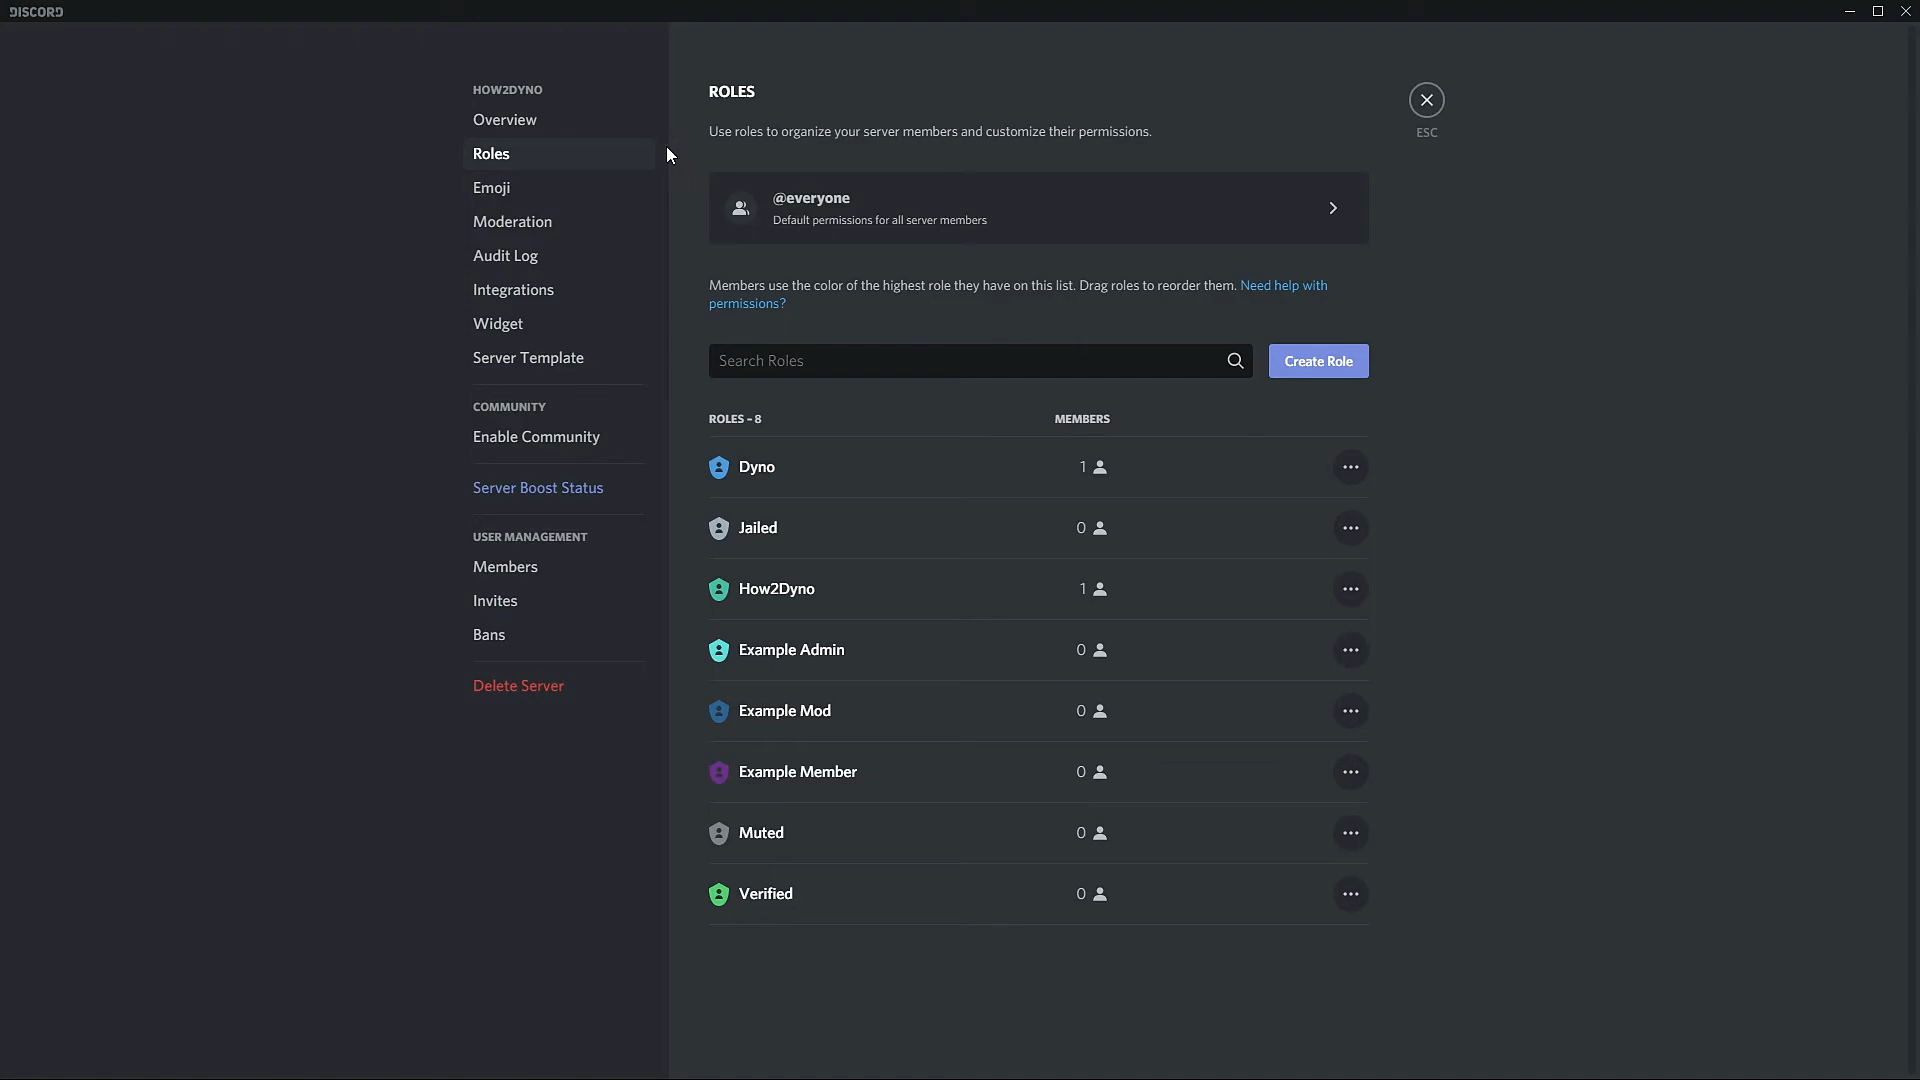 DISCORD
HOW2DYNO
Overview
Roles
Emoji
Moderation
Audit Log
Integrations
Widget
Server Template
COMMUNITY
Enable Community
Server Boost Status
USER MANAGEMENT
Members
Invites
Bans
Delete Server
ROLES
Use roles to organize your server members and customize their permissions.
ESC
@everyone
Default permissions for all server members
Members use the color of the highest role they have on this list. Drag roles to reorder them. Need help with
permissions?
Search Roles
Create Role
ROLES – 8 MEMBERS
Dyno 1
Jailed 0
How2Dyno 1
Example Admin 0
Example Mod 0
Example Member 0
Muted 0
Verified 0